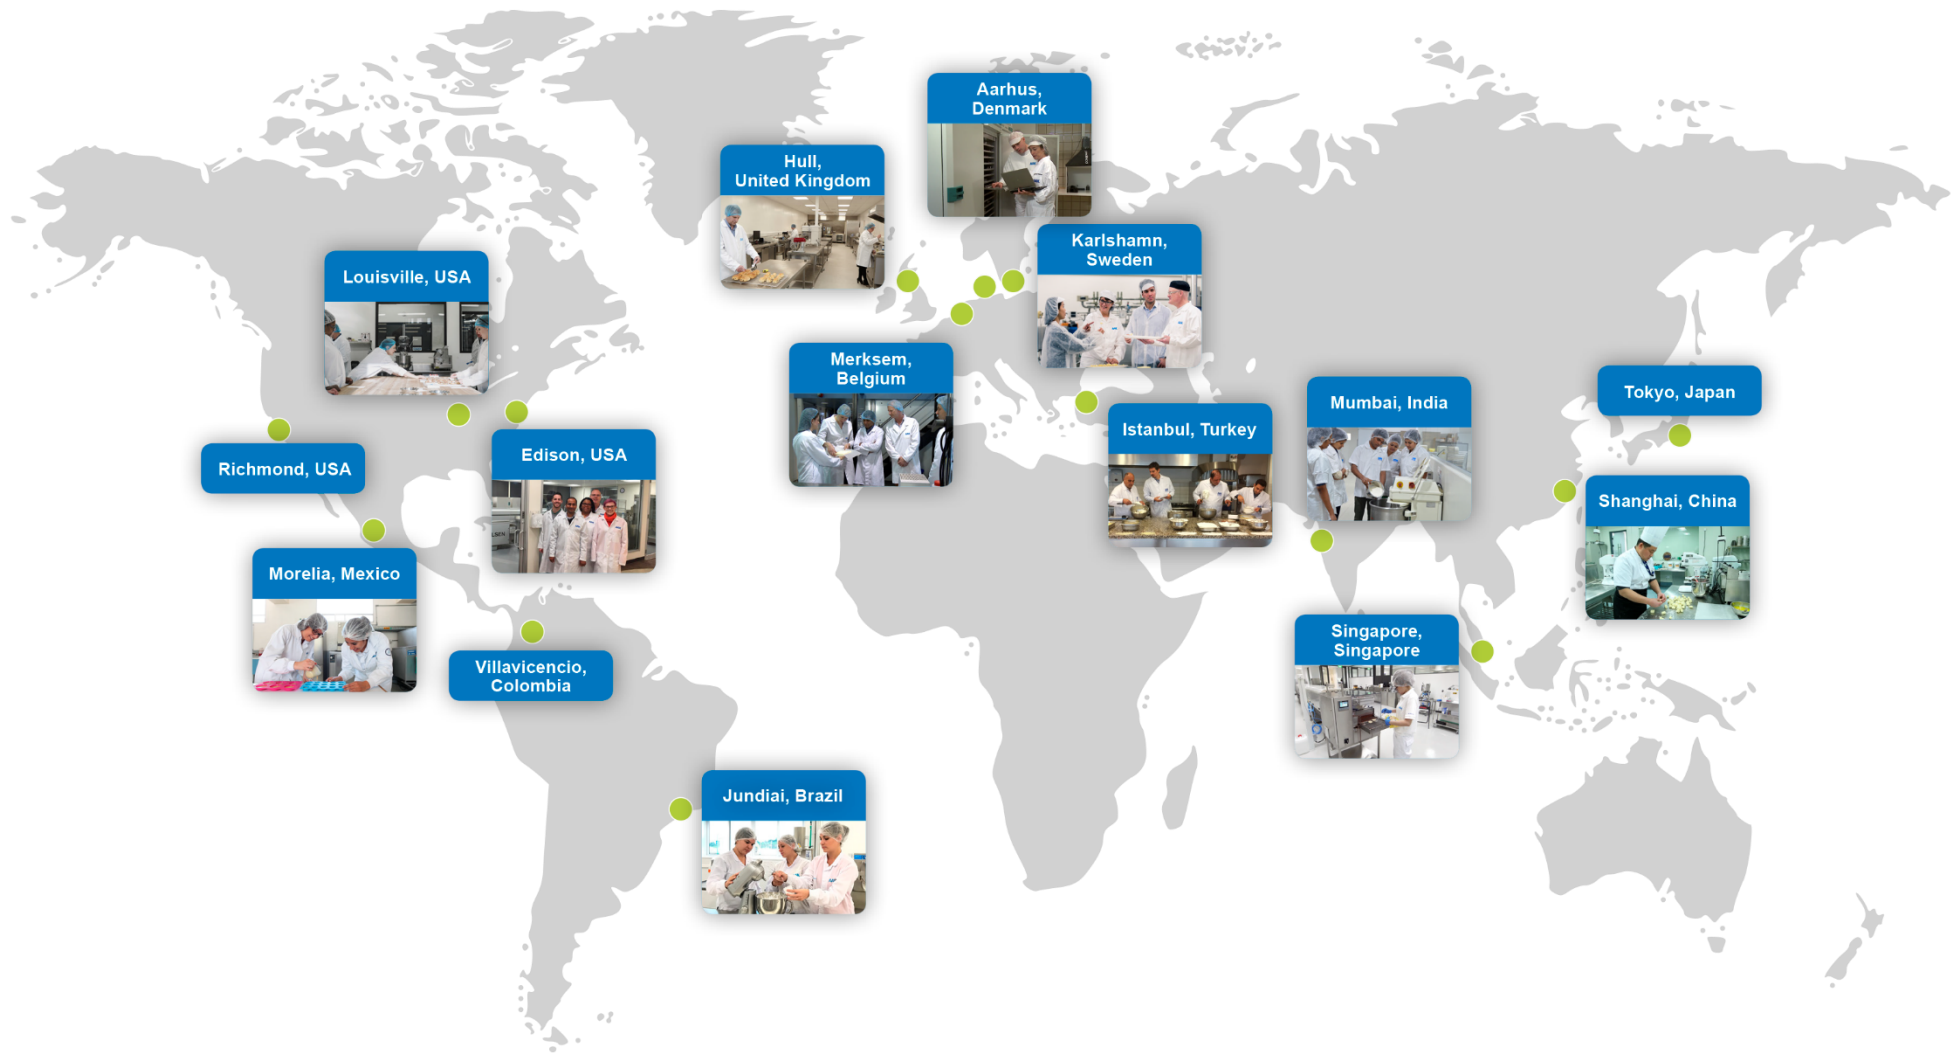 Aarhus,
Denmark
Hull,
United Kingdom
Karlshamn,
Sweden
Louisville, USA
Merksem,
Belgium
Tokyo, Japan
Mumbai, India
Istanbul, Turkey
Edison, USA
Richmond, USA
Shanghai, China
Morelia, Mexico
Singapore,
Singapore
Villavicencio,
Colombia
Jundiai, Brazil